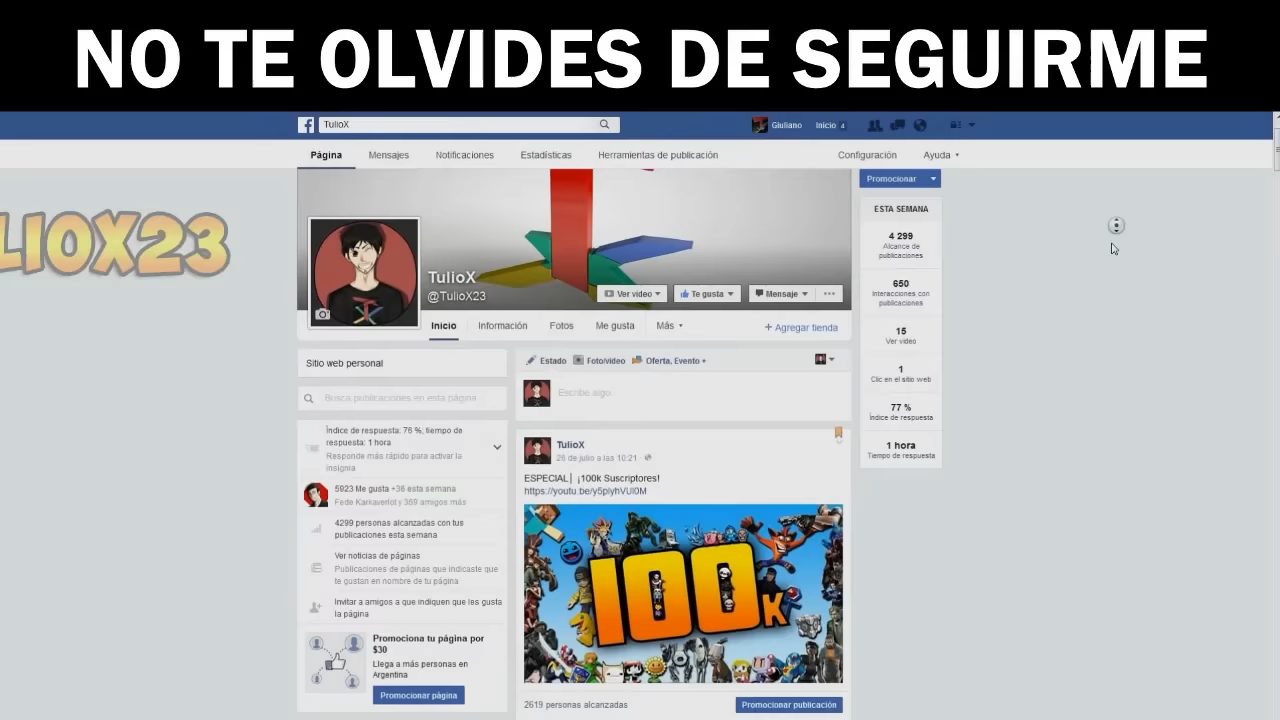 NO TE OLVIDES DE SEGUIRME
TulioX
Giuliano
Inicio 4
Página
Mensajes
Notificaciones
Estadísticas
Herramientas de publicación
Configuración
Ayuda
LIOX23
TulioX
@TulioX23
Ver video
Te gusta
Mensaje
Promocionar
ESTA SEMANA
4 299
Alcance de
publicaciones
650
Interacciones con
publicaciones
15
Ver video
1
Clic en el sitio web
77 %
Índice de respuesta
1 hora
Tiempo de respuesta
Inicio
Información
Fotos
Me gusta
Más
+ Agregar tienda
Sitio web personal
Busca publicaciones en esta página
Índice de respuesta: 76 %, tiempo de
respuesta: 1 hora
Responde más rápido para activar la
insignia
5923 Me gusta +36 esta semana
Fede Karkaverlot y 369 amigos más
4299 personas alcanzadas con tus
publicaciones esta semana
Ver noticias de páginas
Publicaciones de páginas que indicaste que
te gustan en nombre de tu página
Invitar a amigos a que indiquen que les gusta
la página
Promociona tu página por
$30
Llega a más personas en
Argentina
Promocionar página
Estado
Foto/video
Oferta, Evento +
Escribe algo
TulioX
26 de julio a las 10:21
ESPECIAL│ ¡100k Suscriptores!
100K
2619 personas alcanzadas
Promocionar publicación